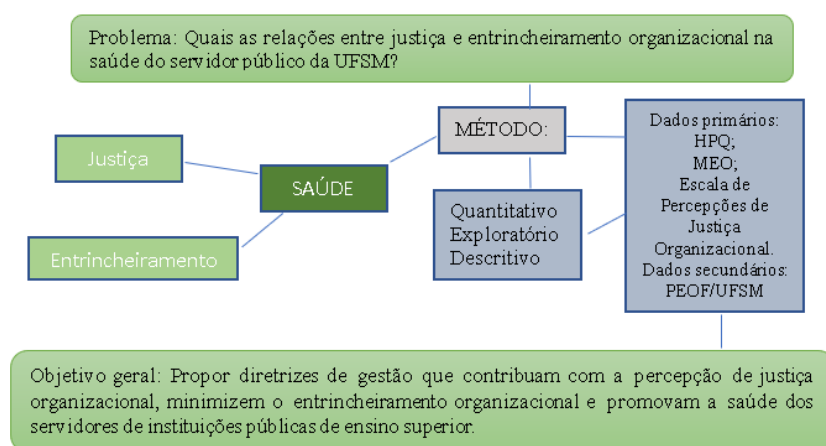 Problema: Quais as relações entre justiça e entrincheiramento organizacional na
saúde do servidor público da UFSM?
Justiça
Entrincheiramento
SAÚDE
MÉTODO:
Quantitativo
Exploratório
Descritivo
Dados primários:
HPQ;
MEO;
Escala de
Percepções de
Justiça
Organizacional.
Dados secundários:
PEOF/UFSM
Objetivo geral: Propor diretrizes de gestão que contribuam com a percepção de justiça
organizacional, minimizem o entrincheiramento organizacional e promovam a saúde dos
servidores de instituições públicas de ensino superior.